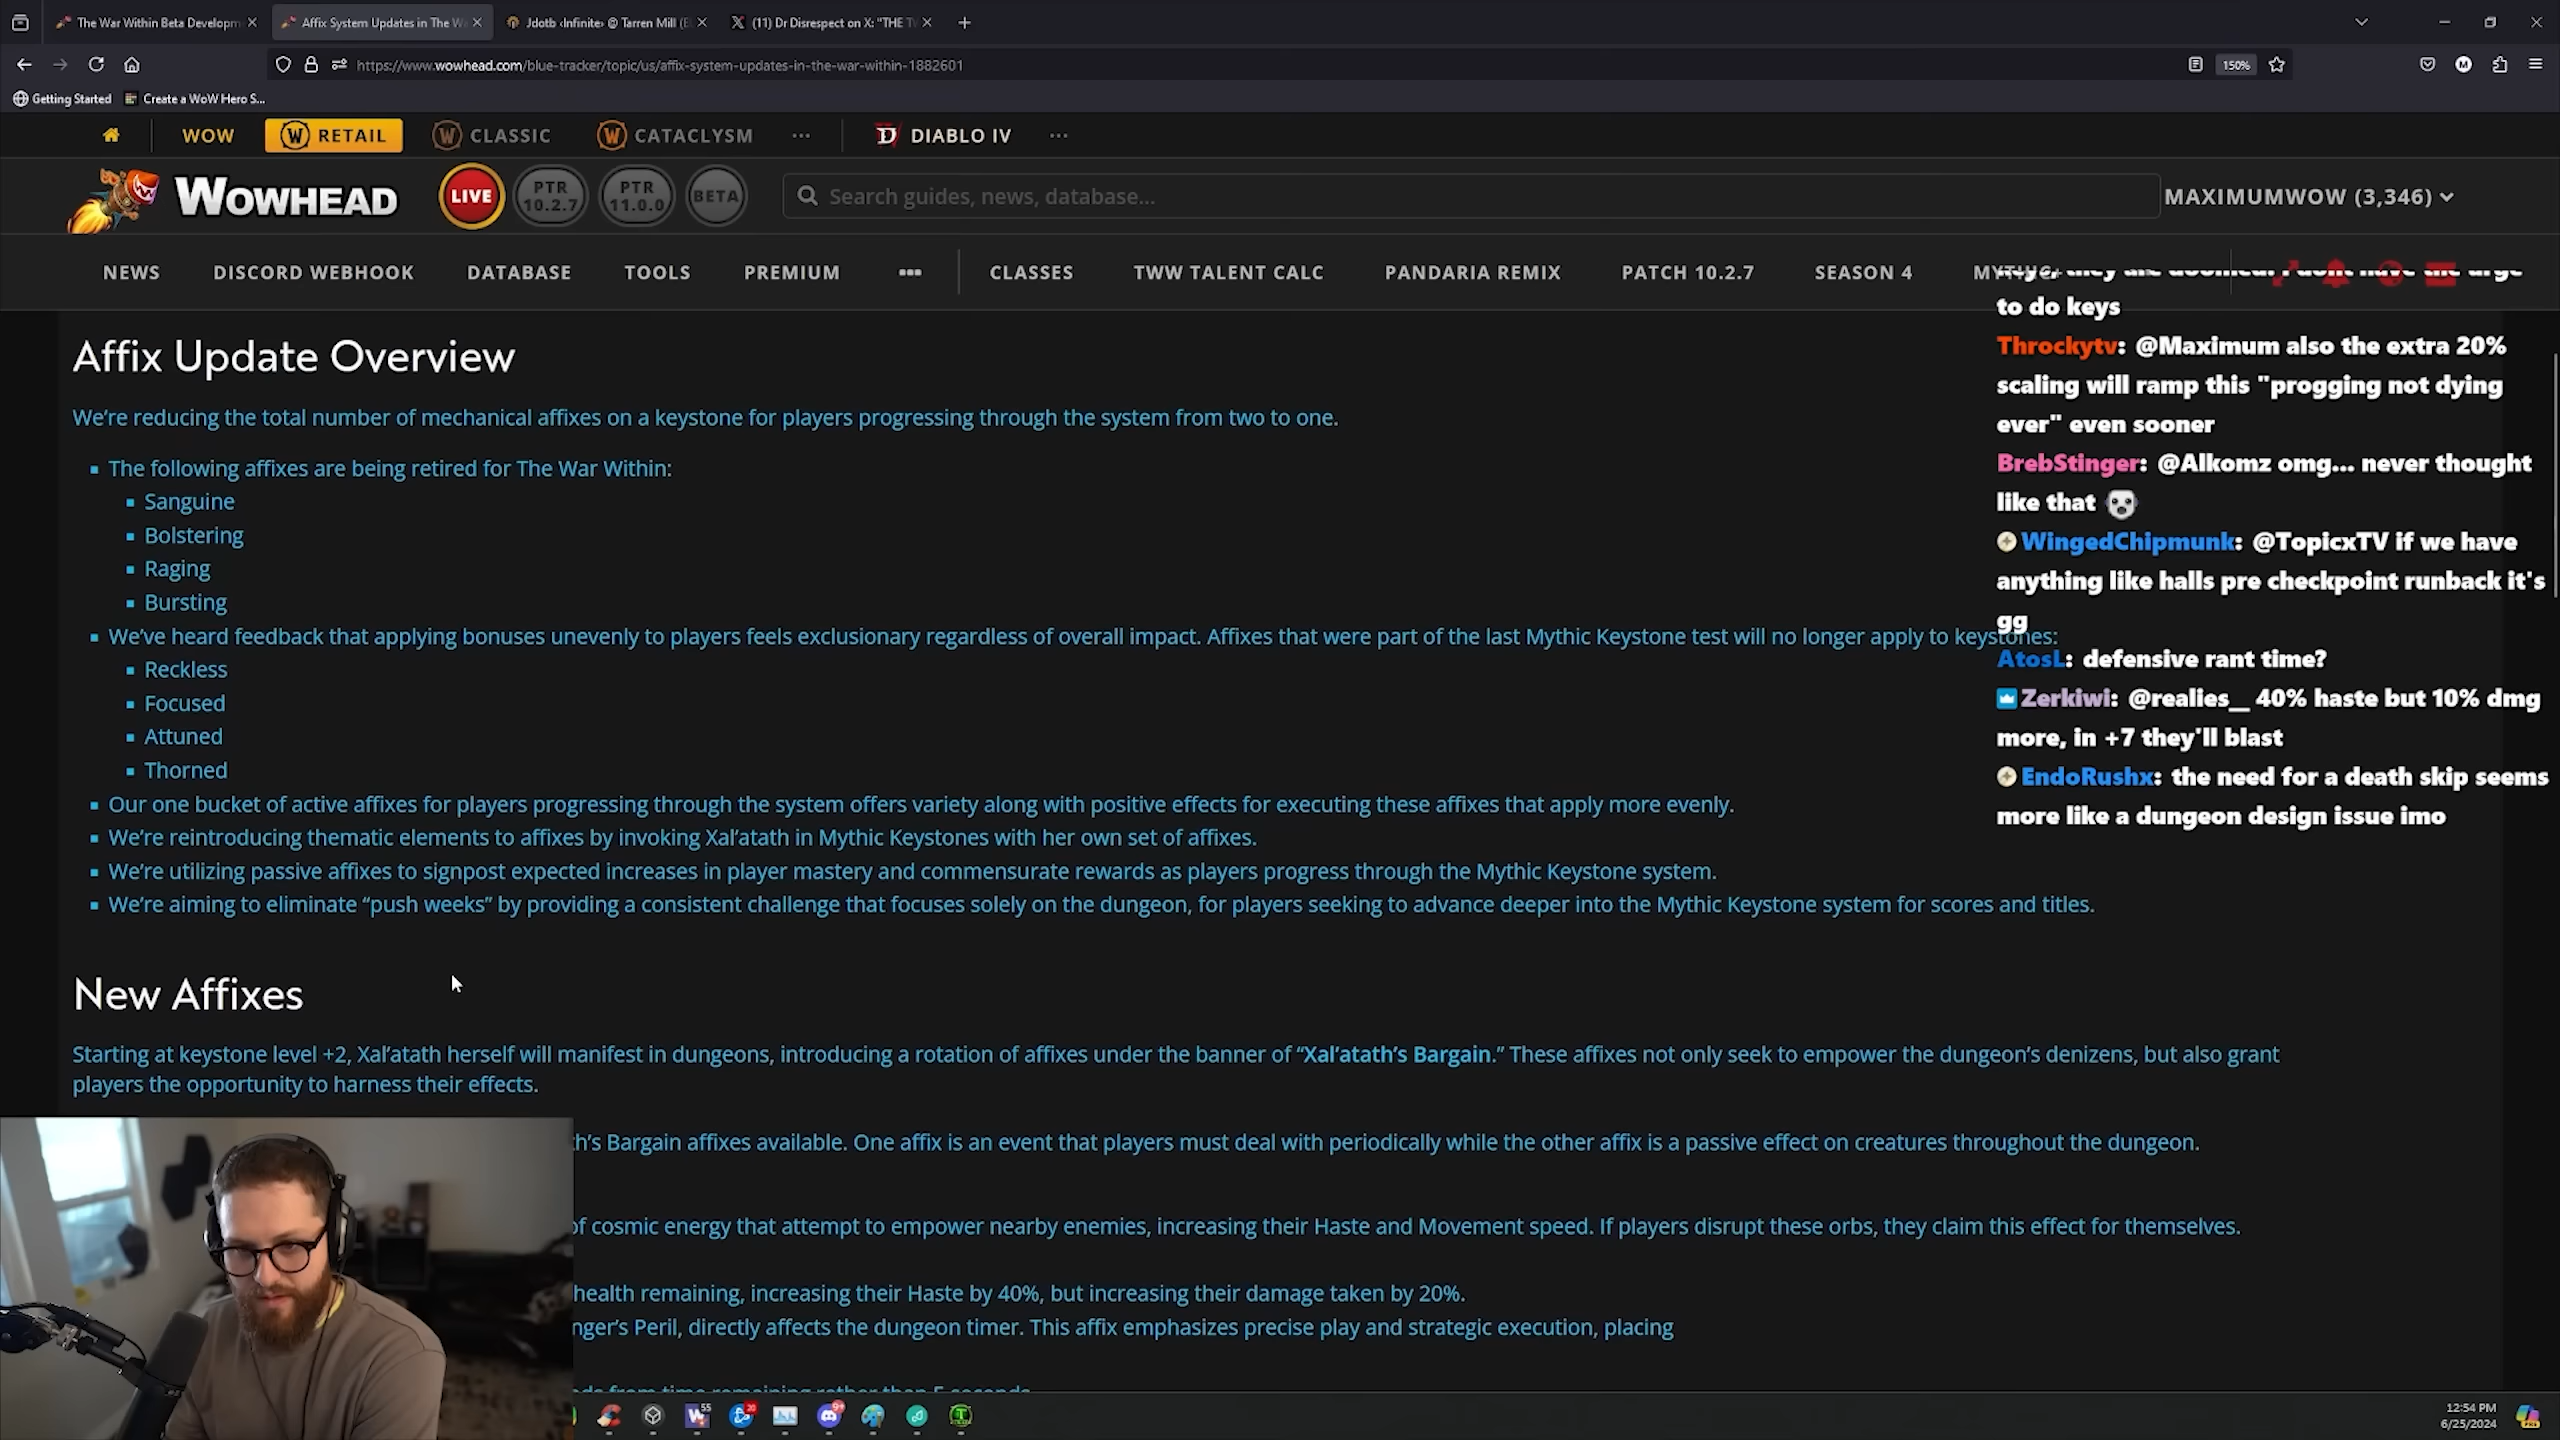 The War Within Beta Developm
Affix System Updates in The W
Jdotb ‹Infinite› @ Tarren Mill (E
(11) Dr Disrespect on X: "THE T
https://www.wowhead.com/blue-tracker/topic/us/affix-system-updates-in-the-war-within-1882601
150%
M
Getting Started
Create a WoW Hero S...
WOW
RETAIL
CLASSIC
CATACLYSM
DIABLO IV
WOWHEAD
LIVE
PTR 10.2.7
PTR 11.0.0
BETA
Search guides, news, database...
MAXIMUMWOW (3,346)
NEWS
DISCORD WEBHOOK
DATABASE
TOOLS
PREMIUM
CLASSES
TWW TALENT CALC
PANDARIA REMIX
PATCH 10.2.7
SEASON 4
MYTHIC+
Affix Update Overview
We're reducing the total number of mechanical affixes on a keystone for players progressing through the system from two to one.
The following affixes are being retired for The War Within:
Sanguine
Bolstering
Raging
Bursting
We've heard feedback that applying bonuses unevenly to players feels exclusionary regardless of overall impact. Affixes that were part of the last Mythic Keystone test will no longer apply to keystones:
Reckless
Focused
Attuned
Thorned
Our one bucket of active affixes for players progressing through the system offers variety along with positive effects for executing these affixes that apply more evenly.
We're reintroducing thematic elements to affixes by invoking Xal'atath in Mythic Keystones with her own set of affixes.
We're utilizing passive affixes to signpost expected increases in player mastery and commensurate rewards as players progress through the Mythic Keystone system.
We're aiming to eliminate "push weeks" by providing a consistent challenge that focuses solely on the dungeon, for players seeking to advance deeper into the Mythic Keystone system for scores and titles.
New Affixes
Starting at keystone level +2, Xal'atath herself will manifest in dungeons, introducing a rotation of affixes under the banner of "Xal'atath's Bargain." These affixes not only seek to empower the dungeon's denizens, but also grant
players the opportunity to harness their effects.
th's Bargain affixes available. One affix is an event that players must deal with periodically while the other affix is a passive effect on creatures throughout the dungeon.
of cosmic energy that attempt to empower nearby enemies, increasing their Haste and Movement speed. If players disrupt these orbs, they claim this effect for themselves.
health remaining, increasing their Haste by 40%, but increasing their damage taken by 20%.
nger's Peril, directly affects the dungeon timer. This affix emphasizes precise play and strategic execution, placing
from time remaining rather than 5 seconds
to do keys
Throckytv: @Maximum also the extra 20%
scaling will ramp this "progging not dying
ever" even sooner
BrebStinger: @Alkomz omg... never thought
like that
WingedChipmunk: @TopicxTV if we have
anything like halls pre checkpoint runback it's
gg
AtosL: defensive rant time?
Zerkiwi: @realies__ 40% haste but 10% dmg
more, in +7 they'll blast
EndoRushx: the need for a death skip seems
more like a dungeon design issue imo
55
20
9+
12:54 PM
6/25/2024